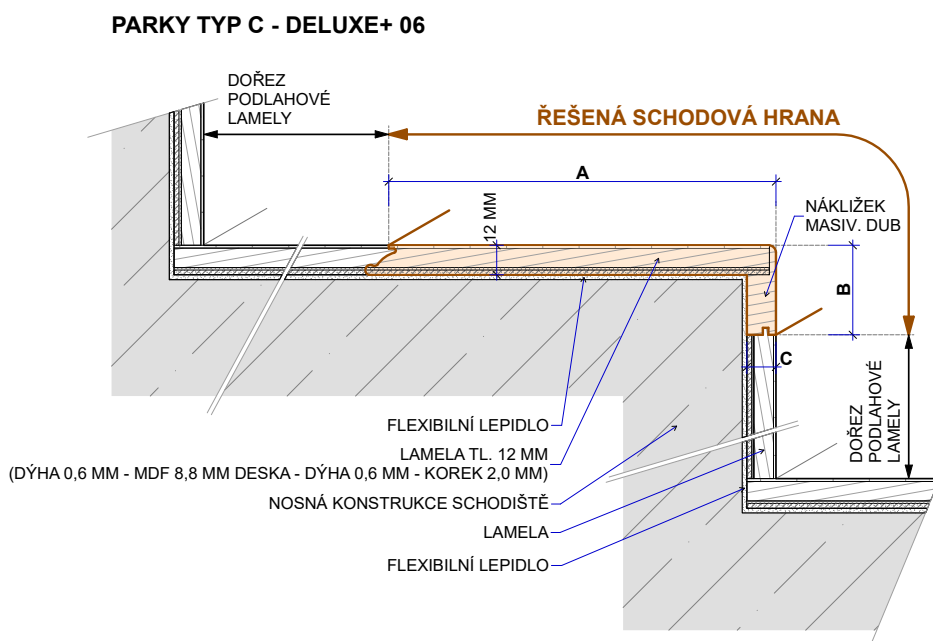 PARKY TYP C - DELUXE+ 06
DOŘEZ
PODLAHOVÉ
LAMELY
ŘEŠENÁ SCHODOVÁ HRANA
A
12 MM
NÁKLIŽEK
MASIV. DUB
B
C
DOŘEZ
PODLAHOVÉ
LAMELY
FLEXIBILNÍ LEPIDLO
LAMELA TL. 12 MM
(DÝHA 0,6 MM - MDF 8,8 MM DESKA - DÝHA 0,6 MM - KOREK 2,0 MM)
NOSNÁ KONSTRUKCE SCHODIŠTĚ
LAMELA
FLEXIBILNÍ LEPIDLO